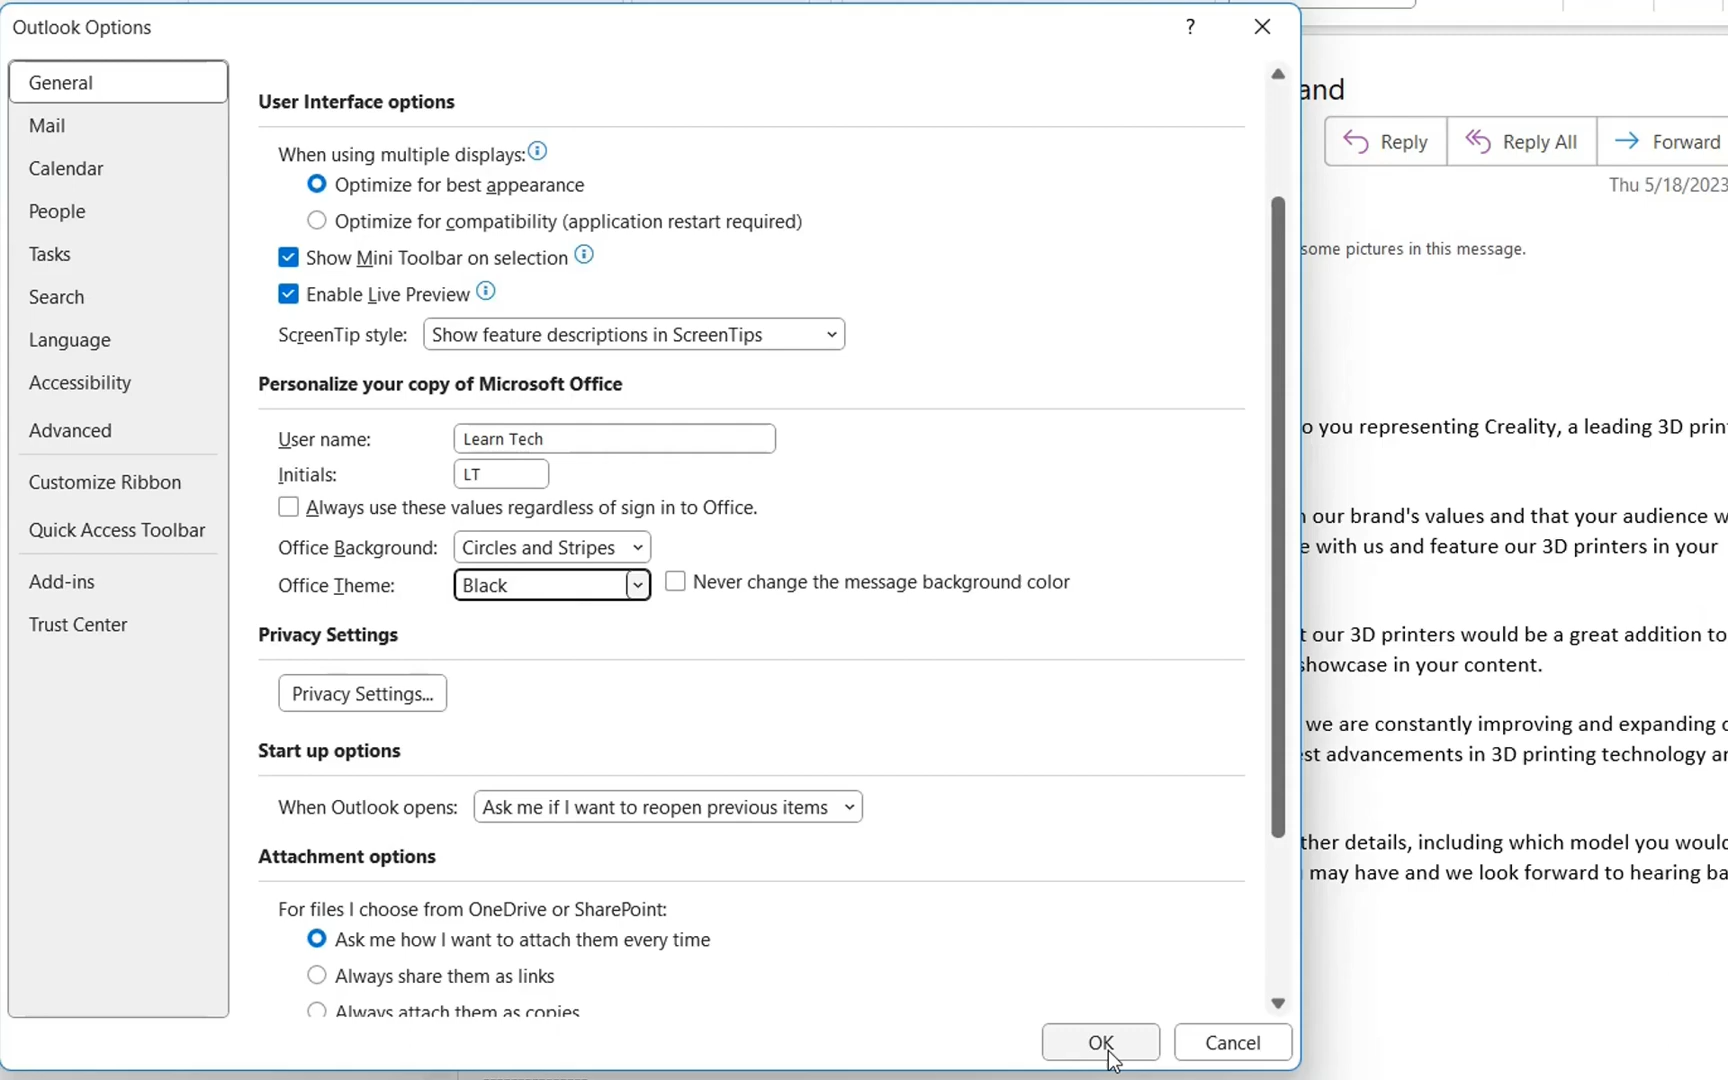 Outlook Options
?
General
Mail
Calendar
People
Tasks
Search
Language
Accessibility
Advanced
Customize Ribbon
Quick Access Toolbar
Add-ins
Trust Center
User Interface options
When using multiple displays:
Optimize for best appearance
Optimize for compatibility (application restart required)
Show Mini Toolbar on selection
Enable Live Preview
ScreenTip style: Show feature descriptions in ScreenTips
Personalize your copy of Microsoft Office
User name: Learn Tech
Initials: LT
Always use these values regardless of sign in to Office.
Office Background: Circles and Stripes
Office Theme: Black Never change the message background color
Privacy Settings
Privacy Settings...
Start up options
When Outlook opens: Ask me if I want to reopen previous items
Attachment options
For files I choose from OneDrive or SharePoint:
Ask me how I want to attach them every time
Always share them as links
Always attach them as copies
OK Cancel
and
Reply Reply All Forward
Thu 5/18/2023
some pictures in this message.
o you representing Creality, a leading 3D prin
our brand's values and that your audience w
e with us and feature our 3D printers in your
t our 3D printers would be a great addition to
showcase in your content.
we are constantly improving and expanding
st advancements in 3D printing technology
ther details, including which model you would
may have and we look forward to hearing ba